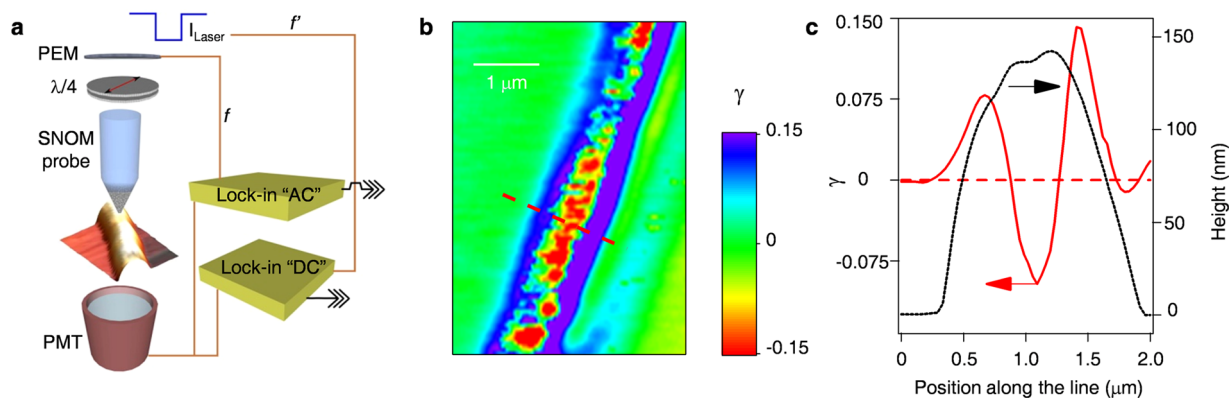 a
I Laser
f'
PEM
λ/4
f
SNOM
probe
Lock-in “AC”
Lock-in “DC”
PMT
b
1 μm
γ
0.15
0
-0.15
c
0.150
0.075
0
-0.075
γ
150
100
50
0
Height (nm)
0
0.5
1.0
1.5
2.0
Position along the line (μm)